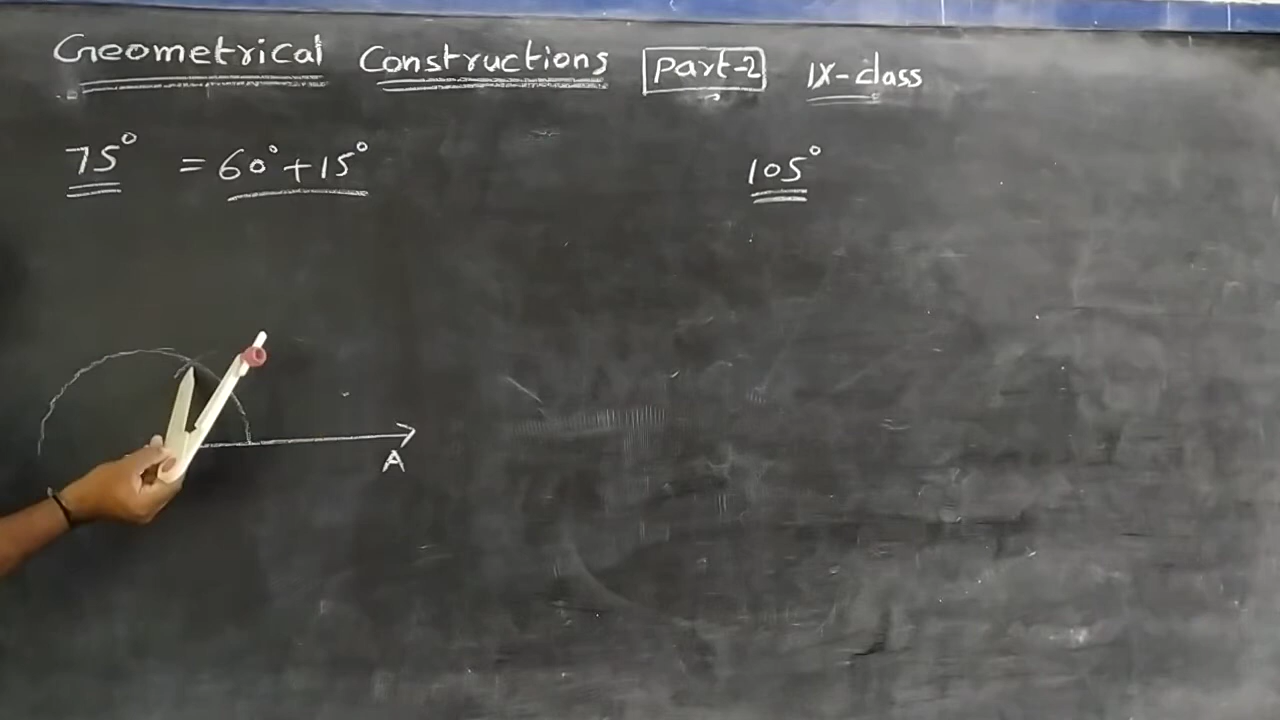 Geometrical Constructions Part-2 IX-class
75° = 60° + 15°
105°
A